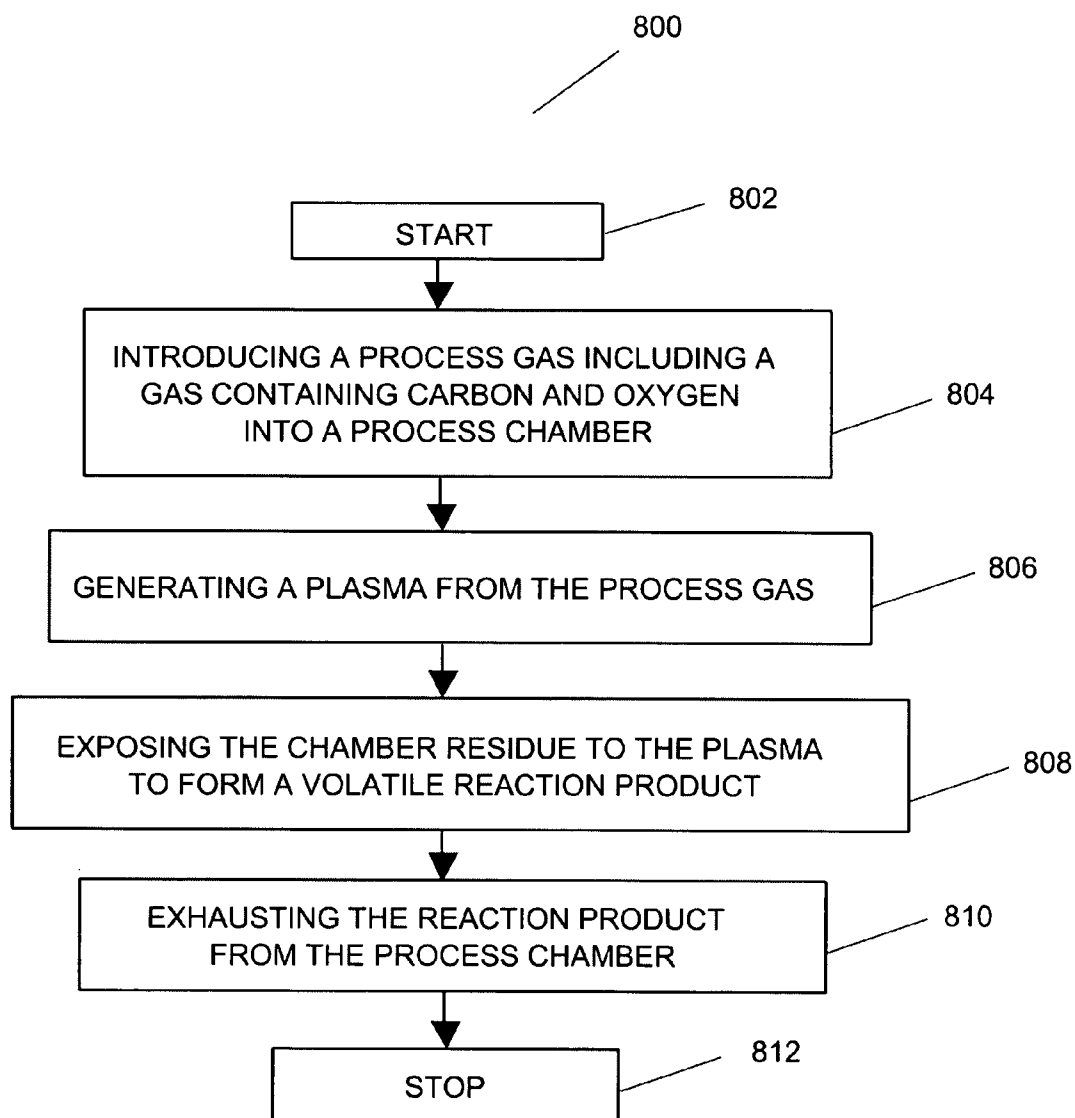 800
802
START
INTRODUCING A PROCESS GAS INCLUDING A
GAS CONTAINING CARBON AND OXYGEN
INTO A PROCESS CHAMBER
804
GENERATING A PLASMA FROM THE PROCESS GAS
806
EXPOSING THE CHAMBER RESIDUE TO THE PLASMA
TO FORM A VOLATILE REACTION PRODUCT
808
EXHAUSTING THE REACTION PRODUCT
FROM THE PROCESS CHAMBER
810
STOP
812